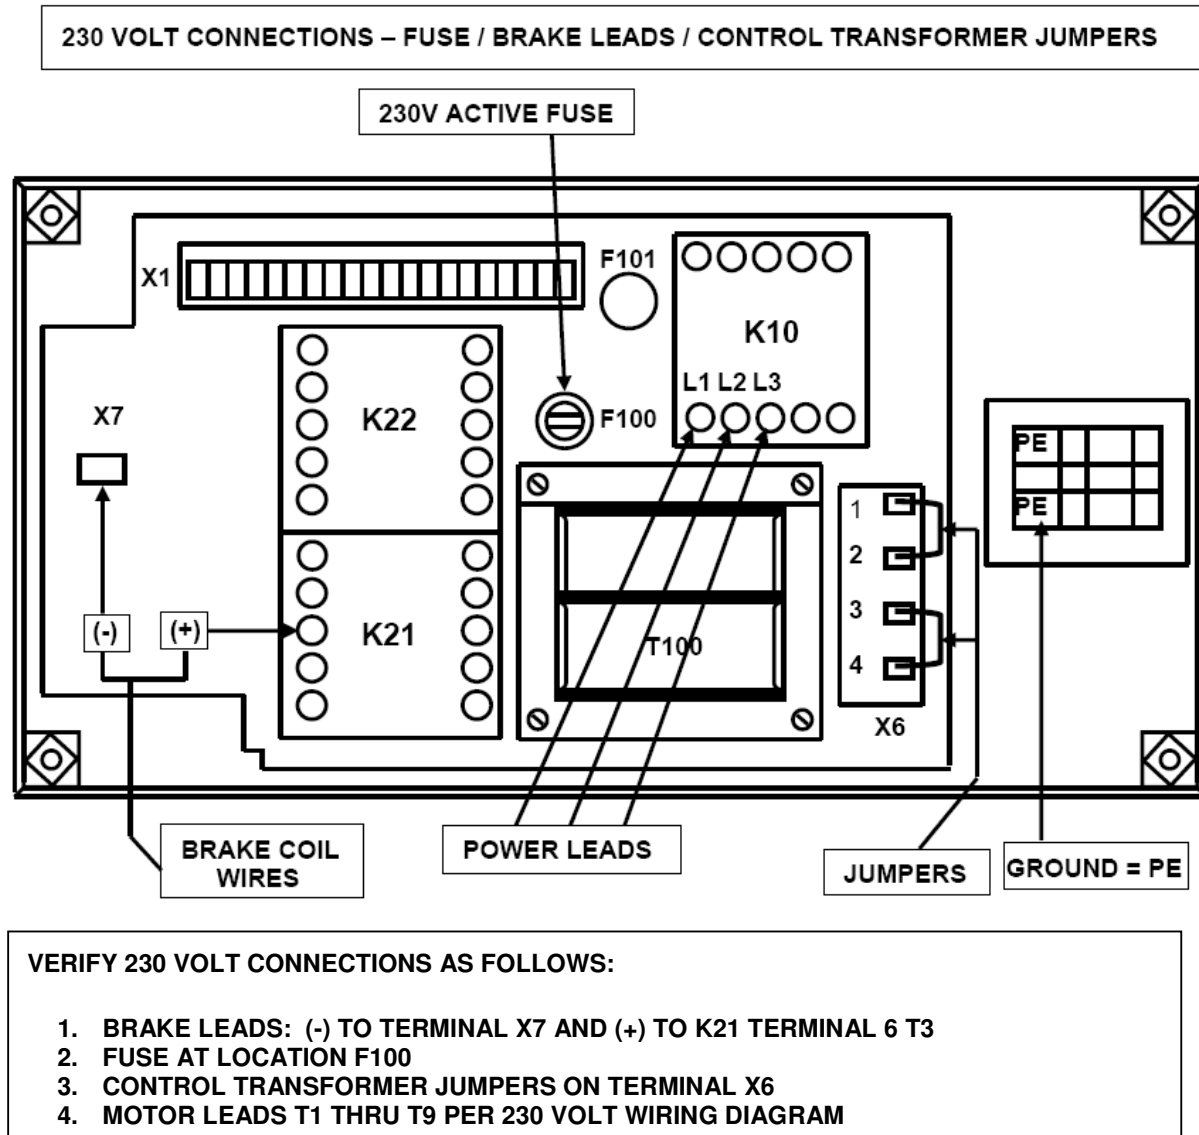 230 VOLT CONNECTIONS – FUSE / BRAKE LEADS / CONTROL TRANSFORMER JUMPERS
230V ACTIVE FUSE
X1
F101
K10
L1 L2 L3
X7
K22
F100
PE
PE
1
2
3
4
(-)
(+)
K21
T100
X6
BRAKE COIL
WIRES
POWER LEADS
JUMPERS
GROUND = PE
VERIFY 230 VOLT CONNECTIONS AS FOLLOWS:
1. BRAKE LEADS: (-) TO TERMINAL X7 AND (+) TO K21 TERMINAL 6 T3
2. FUSE AT LOCATION F100
3. CONTROL TRANSFORMER JUMPERS ON TERMINAL X6
4. MOTOR LEADS T1 THRU T9 PER 230 VOLT WIRING DIAGRAM